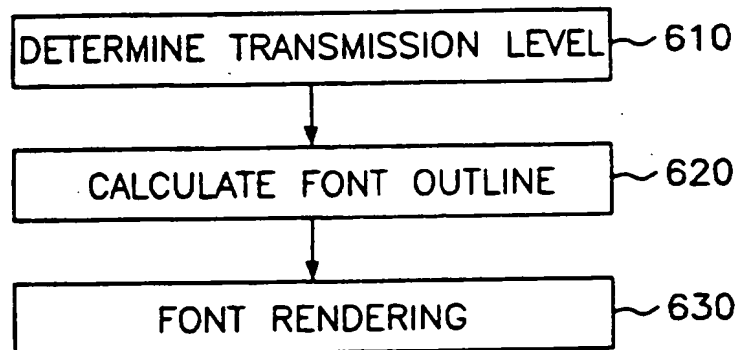 DETERMINE TRANSMISSION LEVEL 610
CALCULATE FONT OUTLINE 620
FONT RENDERING 630